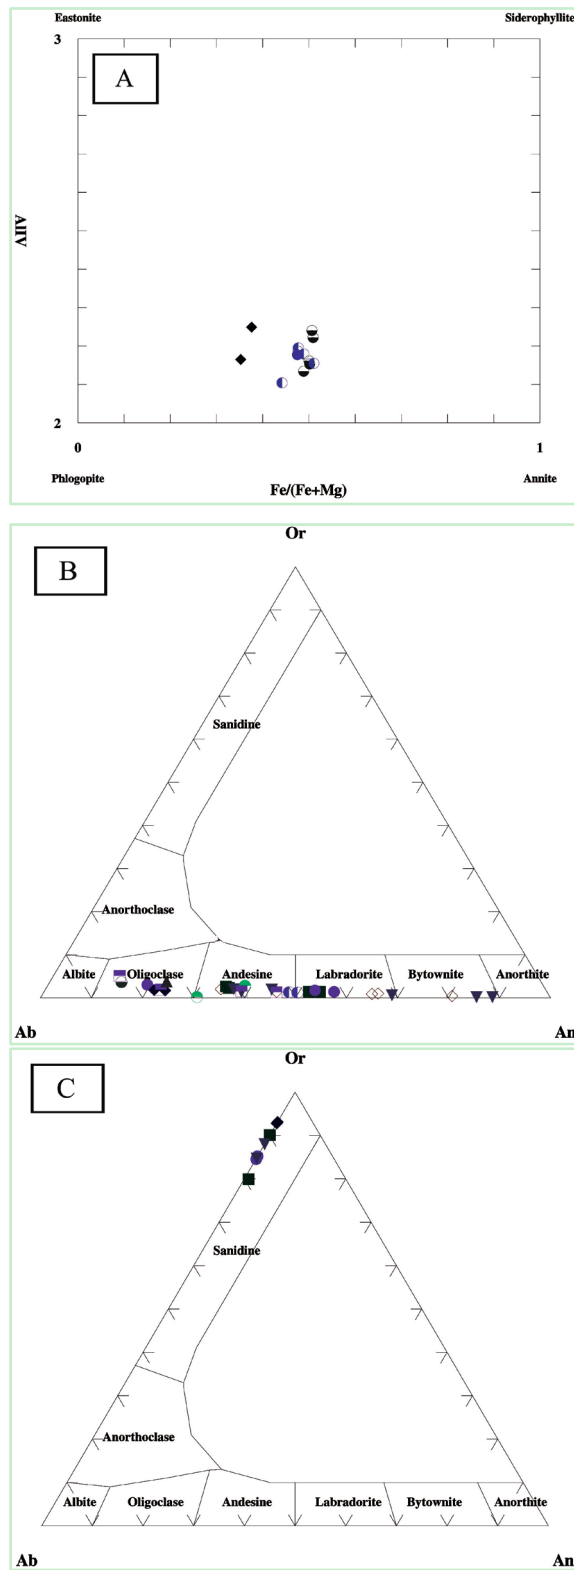 Eastonite Siderophyllite
3
A
AlIV
2
0 1
Phlogopite Annite
Fe/(Fe+Mg)
Or
B
Sanidine
Anorthoclase
Albite Oligoclase Andesine Labradorite Bytownite Anorthite
Ab An
Or
C
Sanidine
Anorthoclase
Albite Oligoclase Andesine Labradorite Bytownite Anorthite
Ab An